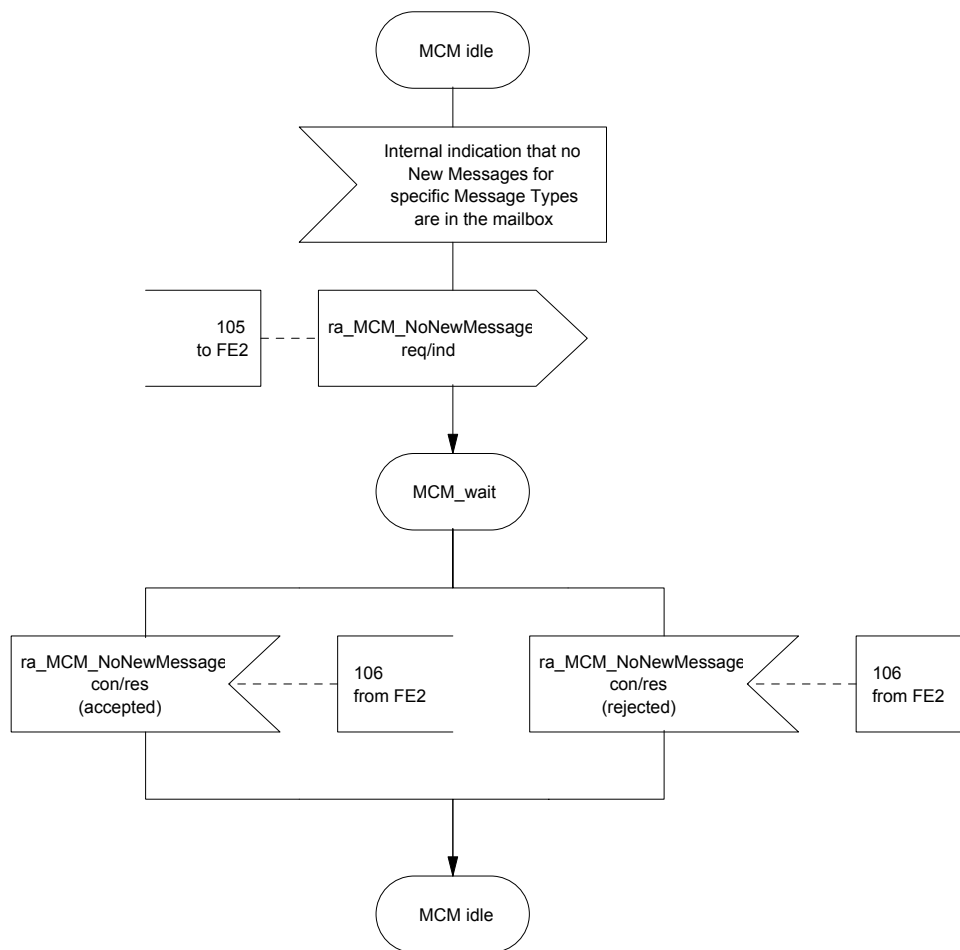 MCM idle
Internal indication that no
New Messages for
specific Message Types
are in the mailbox
105
to FE2
ra_MCM_NoNewMessage
req/ind
MCM_wait
ra_MCM_NoNewMessage
con/res
(accepted)
106
from FE2
ra_MCM_NoNewMessage
con/res
(rejected)
106
from FE2
MCM idle